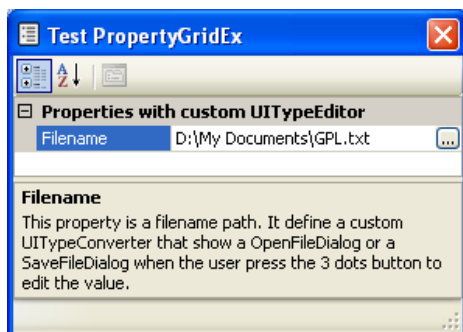 Test PropertyGridEx
Properties with custom UITypeEditor
Filename D:\My Documents\GPL.txt ...
Filename
This property is a filename path. It define a custom
UITypeConverter that show a OpenFileDialog or a
SaveFileDialog when the user press the 3 dots button to
edit the value.